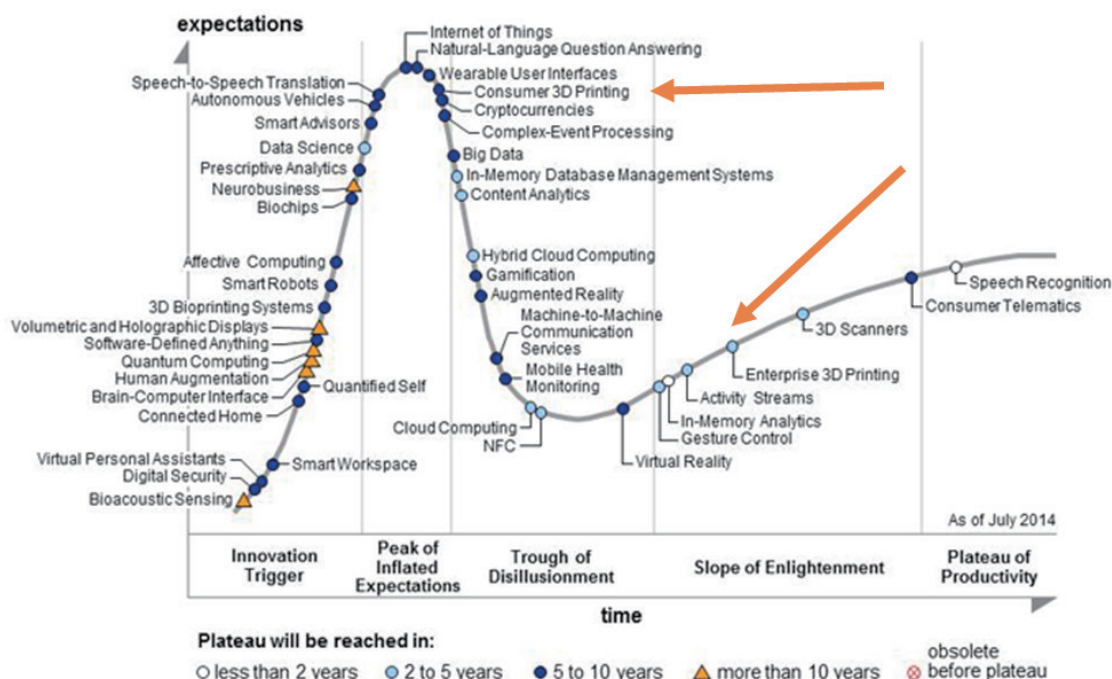 expectations
Internet of Things
Natural-Language Question Answering
Wearable User Interfaces
Consumer 3D Printing
Cryptocurrencies
Complex-Event Processing
Speech-to-Speech Translation
Autonomous Vehicles
Smart Advisors
Data Science
Prescriptive Analytics
Neurobusiness
Biochips
Big Data
In-Memory Database Management Systems
Content Analytics
Affective Computing
Smart Robots
3D Bioprinting Systems
Volumetric and Holographic Displays
Software-Defined Anything
Quantum Computing
Human Augmentation
Brain-Computer Interface
Connected Home
Quantified Self
Virtual Personal Assistants
Digital Security
Bioacoustic Sensing
Smart Workspace
Hybrid Cloud Computing
Gamification
Augmented Reality
Machine-to-Machine
Communication
Services
Mobile Health
Monitoring
Cloud Computing
NFC
Virtual Reality
Gesture Control
In-Memory Analytics
Activity Streams
Enterprise 3D Printing
3D Scanners
Consumer Telematics
Speech Recognition
As of July 2014
Innovation
Trigger
Peak of
Inflated
Expectations
Trough of
Disillusionment
Slope of Enlightenment
Plateau of
Productivity
time
Plateau will be reached in:
less than 2 years
2 to 5 years
5 to 10 years
more than 10 years
obsolete
before plateau